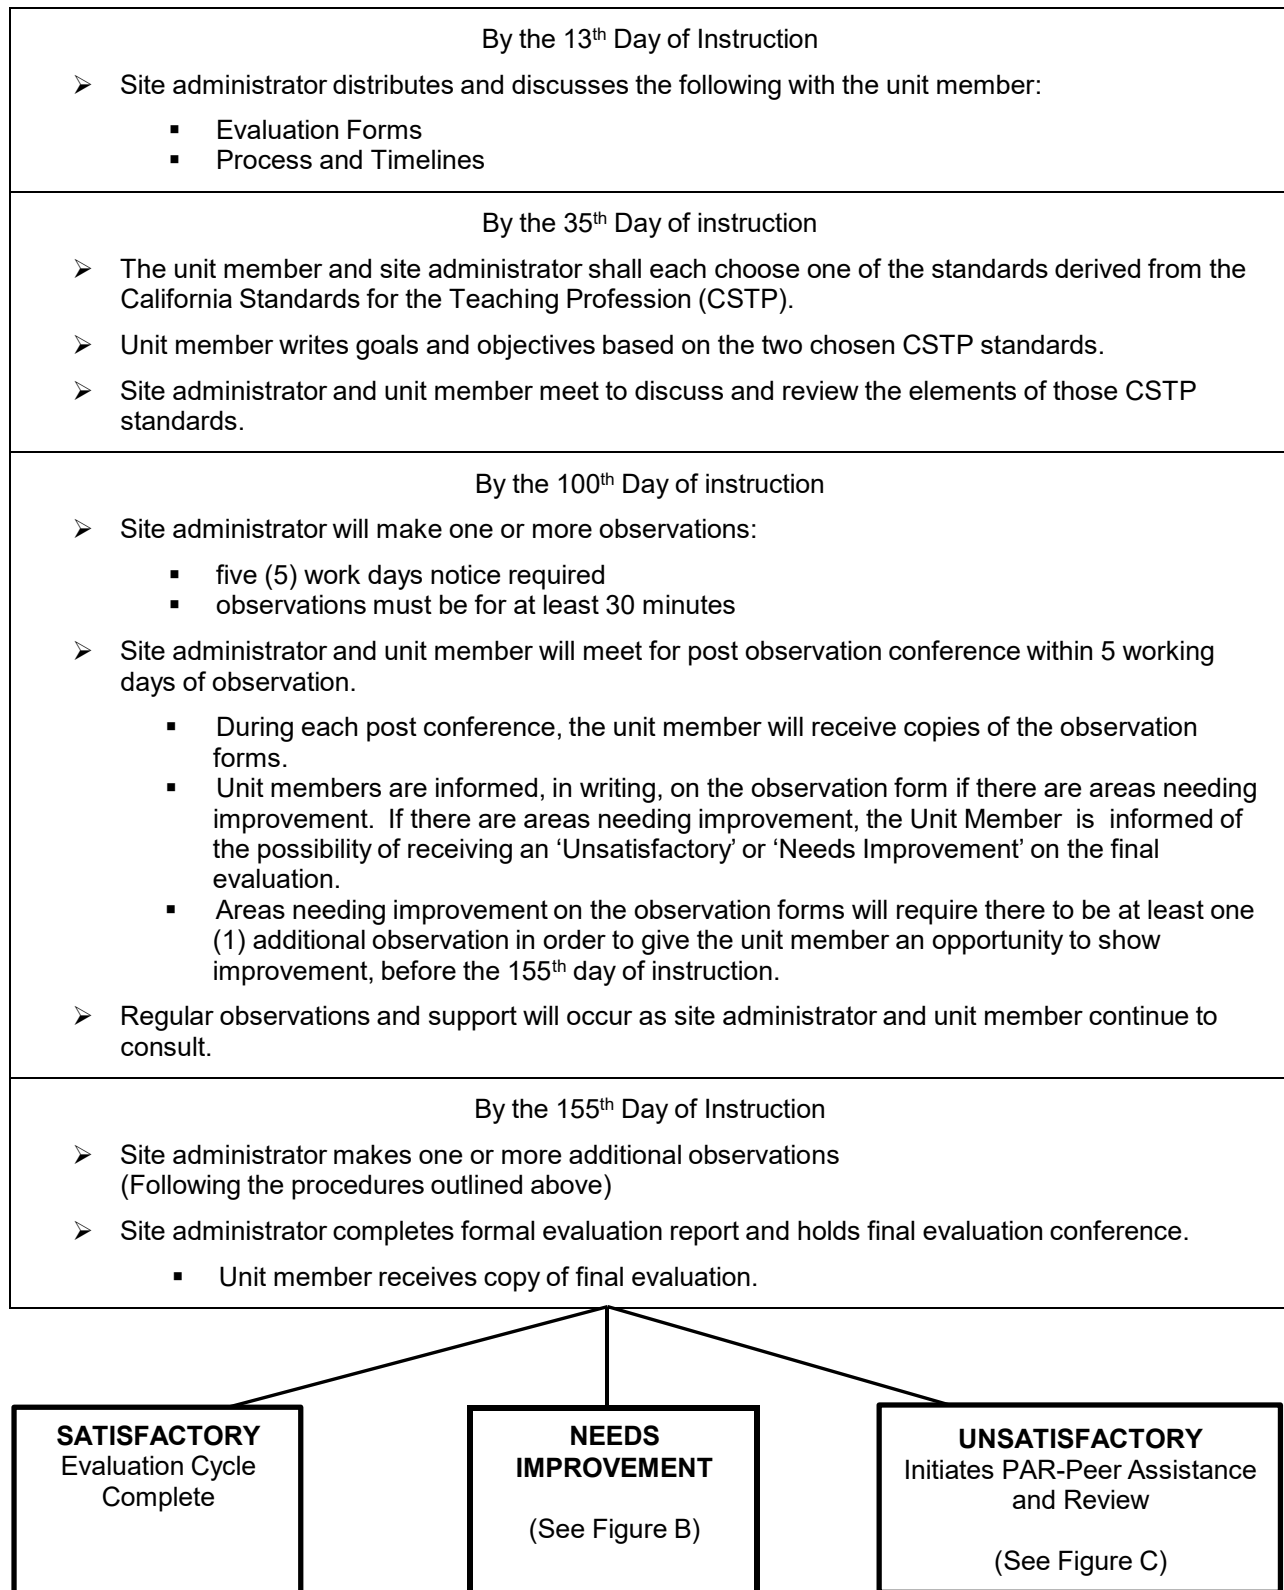 By the 13th Day of Instruction
➢ Site administrator distributes and discusses the following with the unit member:
▪ Evaluation Forms
▪ Process and Timelines
By the 35th Day of instruction
➢ The unit member and site administrator shall each choose one of the standards derived from the
California Standards for the Teaching Profession (CSTP).
➢ Unit member writes goals and objectives based on the two chosen CSTP standards.
➢ Site administrator and unit member meet to discuss and review the elements of those CSTP
standards.
By the 100th Day of instruction
➢ Site administrator will make one or more observations:
▪ five (5) work days notice required
▪ observations must be for at least 30 minutes
➢ Site administrator and unit member will meet for post observation conference within 5 working
days of observation.
▪ During each post conference, the unit member will receive copies of the observation
forms.
▪ Unit members are informed, in writing, on the observation form if there are areas needing
improvement. If there are areas needing improvement, the Unit Member is informed of
the possibility of receiving an ‘Unsatisfactory’ or ‘Needs Improvement’ on the final
evaluation.
▪ Areas needing improvement on the observation forms will require there to be at least one
(1) additional observation in order to give the unit member an opportunity to show
improvement, before the 155th day of instruction.
➢ Regular observations and support will occur as site administrator and unit member continue to
consult.
By the 155th Day of Instruction
➢ Site administrator makes one or more additional observations
(Following the procedures outlined above)
➢ Site administrator completes formal evaluation report and holds final evaluation conference.
▪ Unit member receives copy of final evaluation.
SATISFACTORY
Evaluation Cycle
Complete
NEEDS
IMPROVEMENT
(See Figure B)
UNSATISFACTORY
Initiates PAR-Peer Assistance
and Review
(See Figure C)